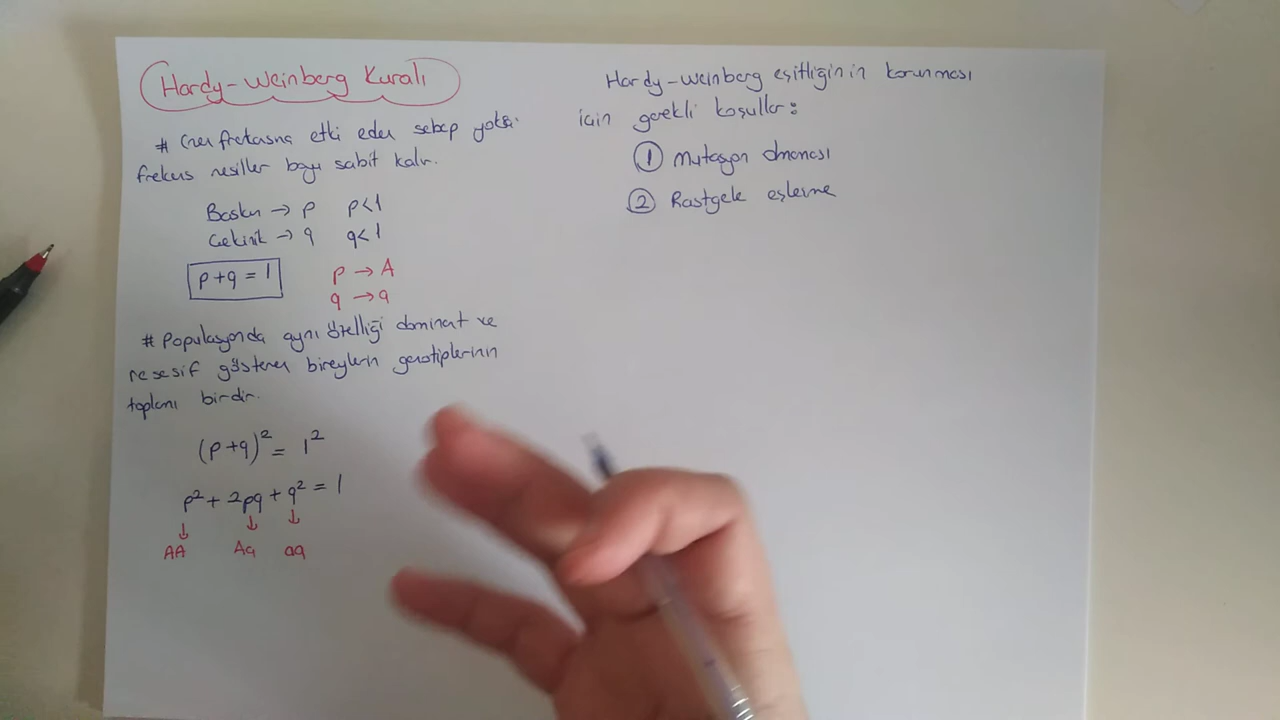 Hardy-Weinberg Kuralı
# Gen frekansına etki eden sebep yoksa
frekans nesiller boyu sabit kalır.
Baskın → p p<1
Çekinik → q q<1
p+q = 1
p → A
q → a
# Populasyonda aynı özelliği dominant ve
resesif gösteren bireylerin genotiplerinin
toplamı birdir.
(p+q)² = 1²
p² + 2pq + q² = 1
↓ ↓ ↓
AA Aa aa
Hardy-Weinberg eşitliğinin korunması
için gerekli koşullar:
① Mutasyon olmaması
② Rastgele eşleşme